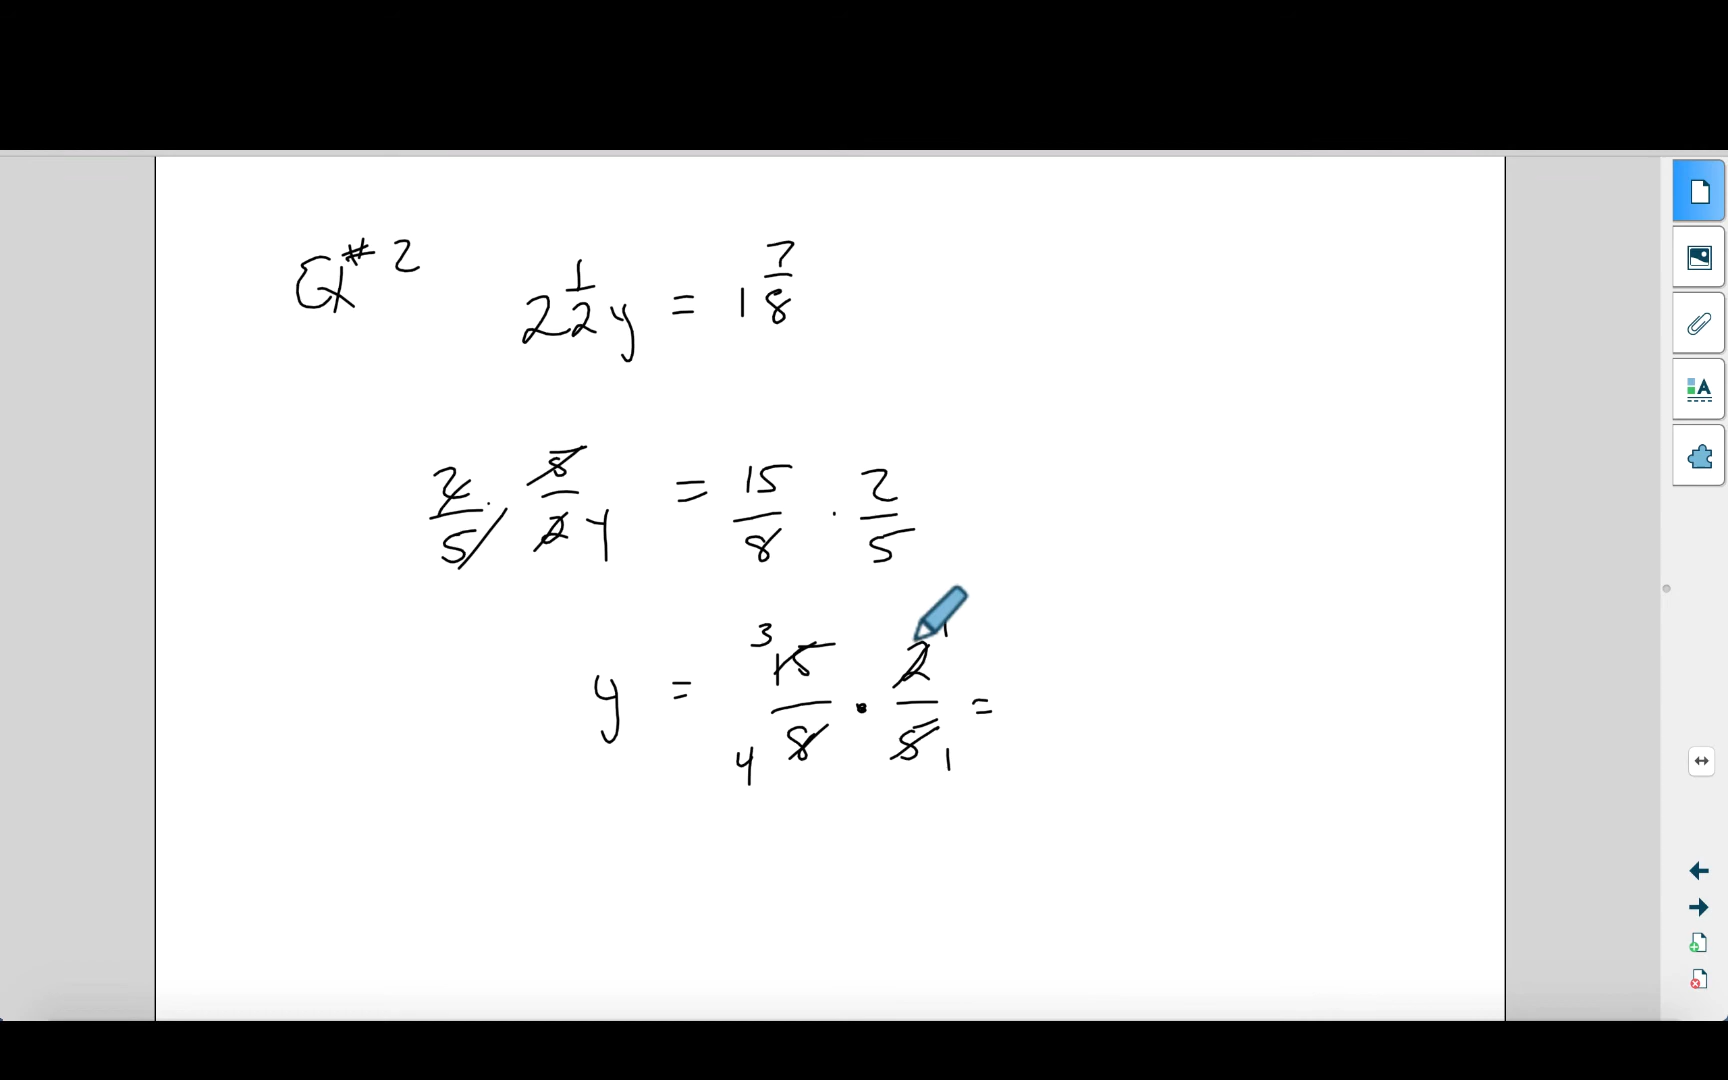 Ex #2 2 1/2 y = 1 7/8
2/5 · 5/2 y = 15/8 · 2/5
y = 3 15/8 4 · 2/5 1 1 =
A